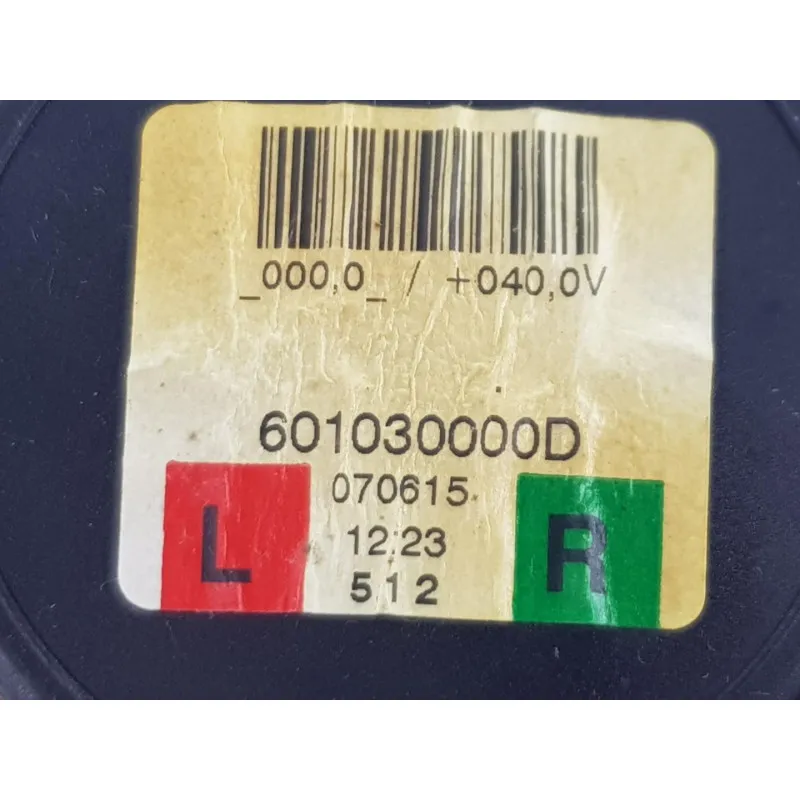 _000,0_ / +040,0V
601030000D
070615
12:23
L
R
512